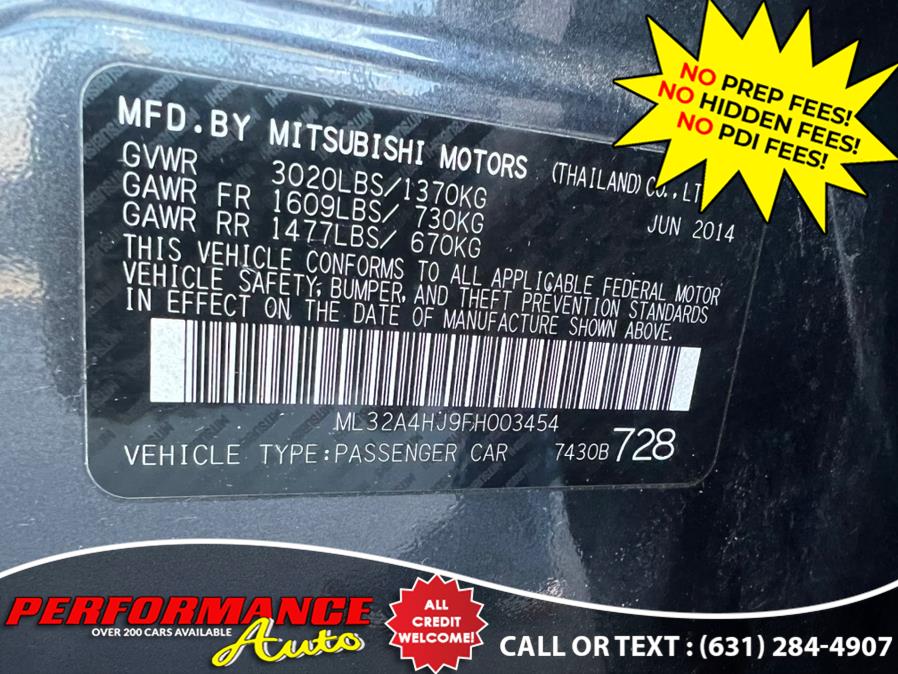 NO PREP FEES!
NO HIDDEN FEES!
NO PDI FEES!
MFD.BY MITSUBISHI MOTORS (THAILAND) CO., LT
JUN 2014
GVWR 3020LBS/1370KG
GAWR FR 1609LBS/ 730KG
GAWR RR 1477LBS/ 670KG
THIS VEHICLE CONFORMS TO ALL APPLICABLE FEDERAL MOTOR
VEHICLE SAFETY, BUMPER, AND THEFT PREVENTION STANDARDS
IN EFFECT ON THE DATE OF MANUFACTURE SHOWN ABOVE.
ML32A4HJ9FH003454
VEHICLE TYPE:PASSENGER CAR 7430B 728
PERFORMANCE
OVER 200 CARS AVAILABLE
Auto
ALL
CREDIT
WELCOME!
CALL OR TEXT : (631) 284-4907